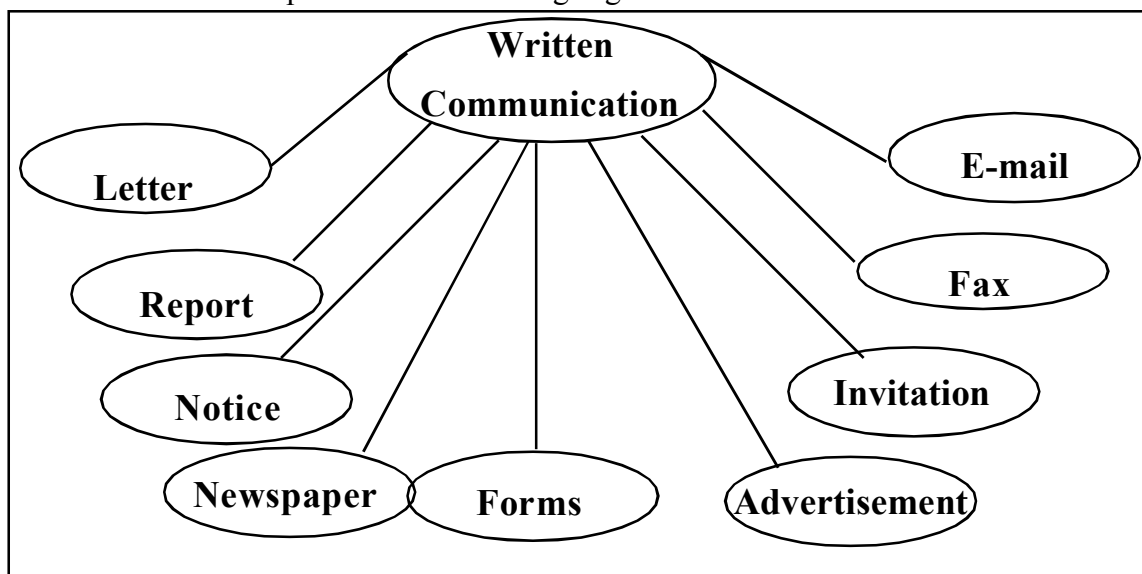 Written
Communication
Letter
E-mail
Report
Fax
Notice
Invitation
Newspaper
Forms
Advertisement